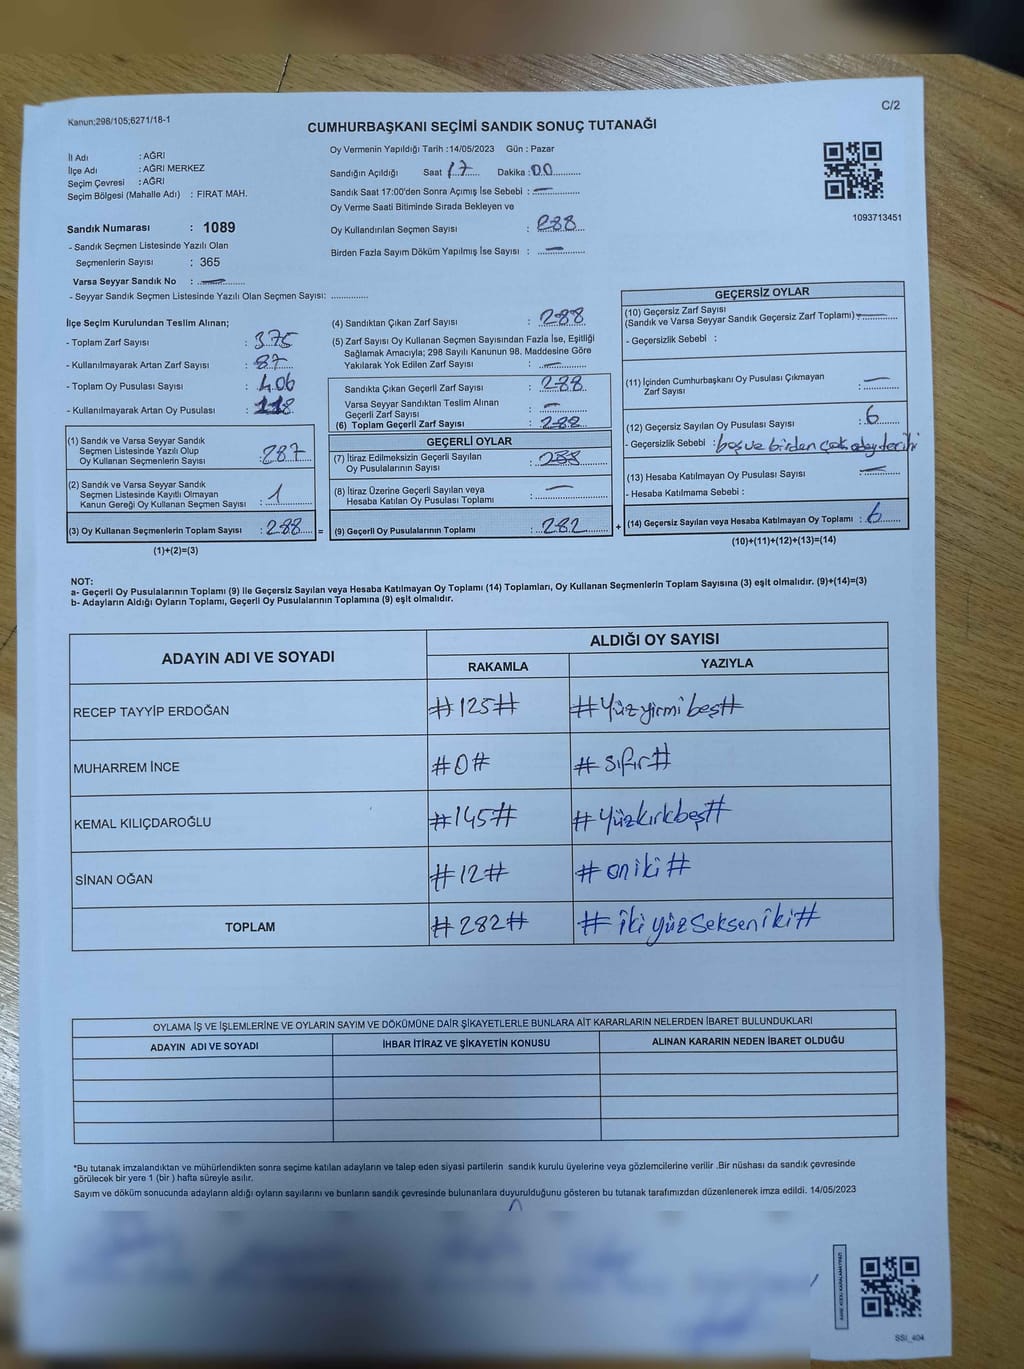 Kanun;298/105;6271/18-1
C/2
CUMHURBAŞKANI SEÇİMİ SANDIK SONUÇ TUTANAĞI
İl Adı : AĞRI
İlçe Adı : AĞRI MERKEZ
Seçim Çevresi : AĞRI
Seçim Bölgesi (Mahalle Adı) : FIRAT MAH.
Oy Vermenin Yapıldığı Tarih :14/05/2023 Gün : Pazar
Sandığın Açıldığı Saat 17 Dakika : 00
Sandık Saat 17:00'den Sonra Açımış İse Sebebi : —
Oy Verme Saati Bitiminde Sırada Bekleyen ve
Oy Kullandırılan Seçmen Sayısı : 288
Birden Fazla Sayım Döküm Yapılmış İse Sayısı : —
1093713451
Sandık Numarası : 1089
- Sandık Seçmen Listesinde Yazılı Olan
Seçmenlerin Sayısı : 365
Varsa Seyyar Sandık No : —
- Seyyar Sandık Seçmen Listesinde Yazılı Olan Seçmen Sayısı: ..............
İlçe Seçim Kurulundan Teslim Alınan;
- Toplam Zarf Sayısı : 375
- Kullanılmayarak Artan Zarf Sayısı : 87
- Toplam Oy Pusulası Sayısı : 406
- Kullanılmayarak Artan Oy Pusulası : 118
(1) Sandık ve Varsa Seyyar Sandık
Seçmen Listesinde Yazılı Olup
Oy Kullanan Seçmenlerin Sayısı : 287
(2) Sandık ve Varsa Seyyar Sandık
Seçmen Listesinde Kayıtlı Olmayan
Kanun Gereği Oy Kullanan Seçmen Sayısı : 1
(3) Oy Kullanan Seçmenlerin Toplam Sayısı : 288 =
(1)+(2)=(3)
(4) Sandıktan Çıkan Zarf Sayısı : 288
(5) Zarf Sayısı Oy Kullanan Seçmen Sayısından Fazla İse, Eşitliği
Sağlamak Amacıyla; 298 Sayılı Kanunun 98. Maddesine Göre
Yakılarak Yok Edilen Zarf Sayısı : —
Sandıkta Çıkan Geçerli Zarf Sayısı : 288
Varsa Seyyar Sandıktan Teslim Alınan
Geçerli Zarf Sayısı : —
(6) Toplam Geçerli Zarf Sayısı : 288
GEÇERLİ OYLAR
(7) İtiraz Edilmeksizin Geçerli Sayılan
Oy Pusulalarının Sayısı : 288
(8) İtiraz Üzerine Geçerli Sayılan veya
Hesaba Katılan Oy Pusulası Toplamı : —
(9) Geçerli Oy Pusulalarının Toplamı : 282 +
GEÇERSİZ OYLAR
(10) Geçersiz Zarf Sayısı
(Sandık ve Varsa Seyyar Sandık Geçersiz Zarf Toplamı) : —
- Geçersizlik Sebebi :
(11) İçinden Cumhurbaşkanı Oy Pusulası Çıkmayan
Zarf Sayısı : —
(12) Geçersiz Sayılan Oy Pusulası Sayısı : 6
- Geçersizlik Sebebi : boş ve birden çok aday tercihi
(13) Hesaba Katılmayan Oy Pusulası Sayısı : —
- Hesaba Katılmama Sebebi :
(14) Geçersiz Sayılan veya Hesaba Katılmayan Oy Toplamı : 6
(10)+(11)+(12)+(13)=(14)
NOT:
a- Geçerli Oy Pusulalarının Toplamı (9) ile Geçersiz Sayılan veya Hesaba Katılmayan Oy Toplamı (14) Toplamları, Oy Kullanan Seçmenlerin Toplam Sayısına (3) eşit olmalıdır. (9)+(14)=(3)
b- Adayların Aldığı Oyların Toplamı, Geçerli Oy Pusulalarının Toplamına (9) eşit olmalıdır.
ADAYIN ADI VE SOYADI
ALDIĞI OY SAYISI
RAKAMLA YAZIYLA
RECEP TAYYİP ERDOĞAN #125# #Yüzyirmi beş#
MUHARREM İNCE #0# #sıfır#
KEMAL KILIÇDAROĞLU #145# #Yüzkırkbeş#
SİNAN OĞAN #12# #oniki#
TOPLAM #282# #ikiyüzsekseniki#
OYLAMA İŞ VE İŞLEMLERİNE VE OYLARIN SAYIM VE DÖKÜMÜNE DAİR ŞİKAYETLERLE BUNLARA AİT KARARLARIN NELERDEN İBARET BULUNDUKLARI
ADAYIN ADI VE SOYADI İHBAR İTİRAZ VE ŞİKAYETİN KONUSU ALINAN KARARIN NEDEN İBARET OLDUĞU
*Bu tutanak imzalandıktan ve mühürlendikten sonra seçime katılan adayların ve talep eden siyasi partilerin sandık kurulu üyelerine veya gözlemcilerine verilir .Bir nüshası da sandık çevresinde
görülecek bir yere 1 (bir ) hafta süreyle asılır.
Sayım ve döküm sonucunda adayların aldığı oyların sayılarını ve bunların sandık çevresinde bulunanlara duyurulduğunu gösteren bu tutanak tarafımızdan düzenlenerek imza edildi. 14/05/2023
SSI_404